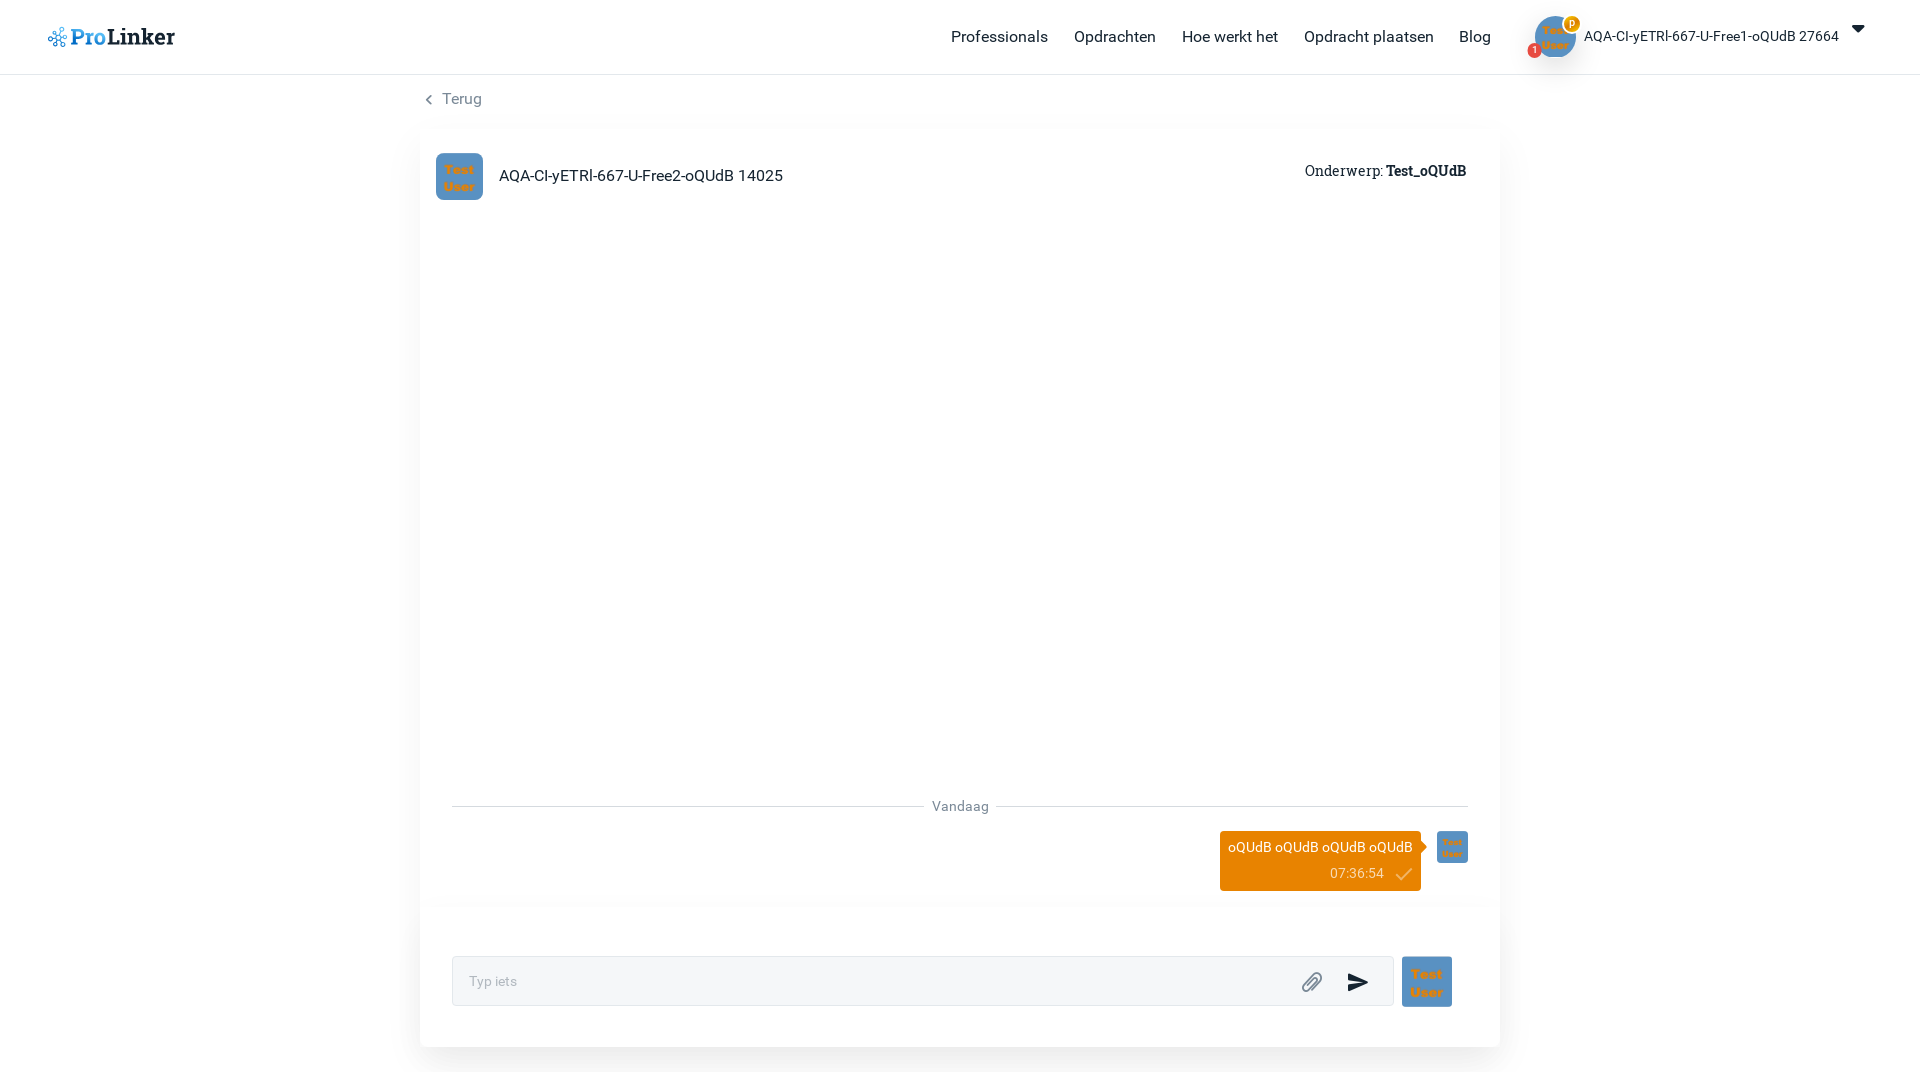 ProLinker
Professionals
Opdrachten
Hoe werkt het
Opdracht plaatsen
Blog
Test
User
p
1
AQA-CI-yETRl-667-U-Free1-oQUdB 27664
Terug
Test
User
AQA-CI-yETRl-667-U-Free2-oQUdB 14025
Onderwerp: Test_oQUdB
Vandaag
oQUdB oQUdB oQUdB oQUdB
07:36:54
Test
User
Typ iets
Test
User